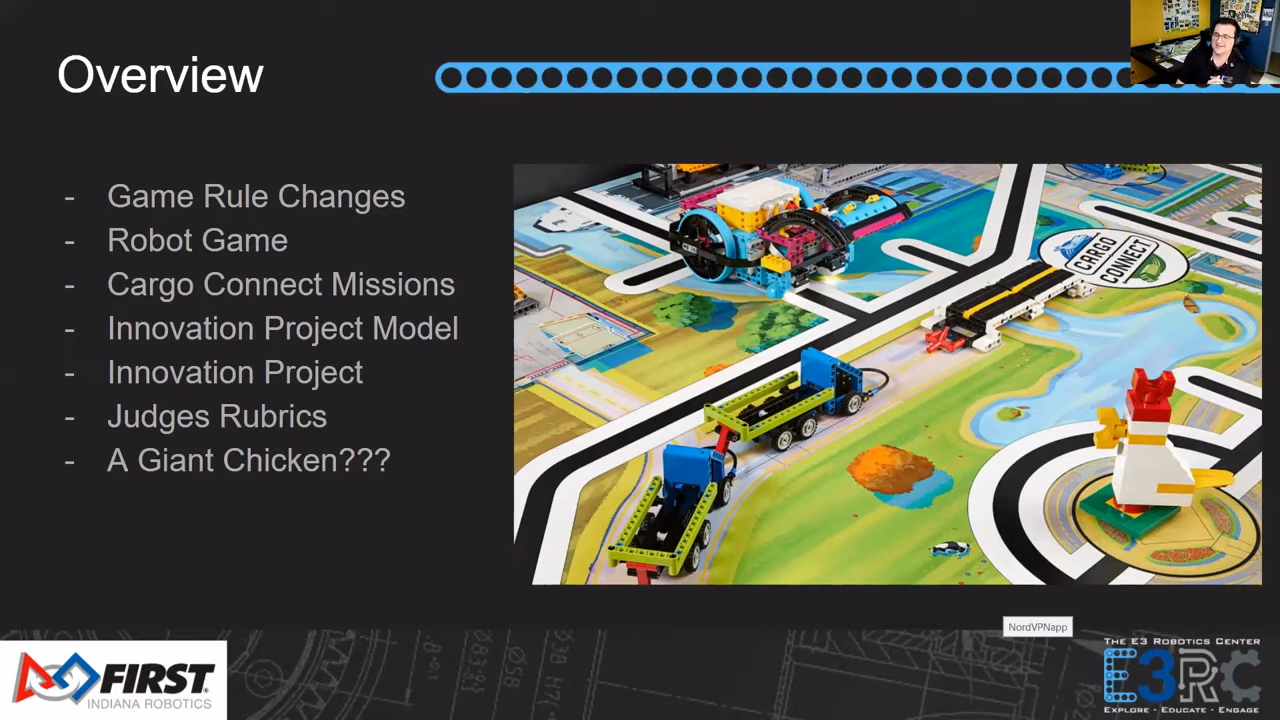 Overview
- Game Rule Changes
- Robot Game
- Cargo Connect Missions
- Innovation Project Model
- Innovation Project
- Judges Rubrics
- A Giant Chicken???
CARGO
CONNECT
NordVPNapp
FIRST
INDIANA ROBOTICS
THE E3 ROBOTICS CENTER
E3RC
EXPLORE - EDUCATE - ENGAGE